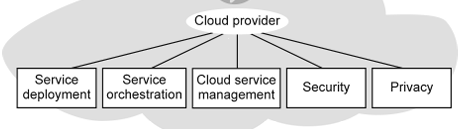 Cloud provider
Service
deployment
Service
orchestration
Cloud service
management
Security
Privacy